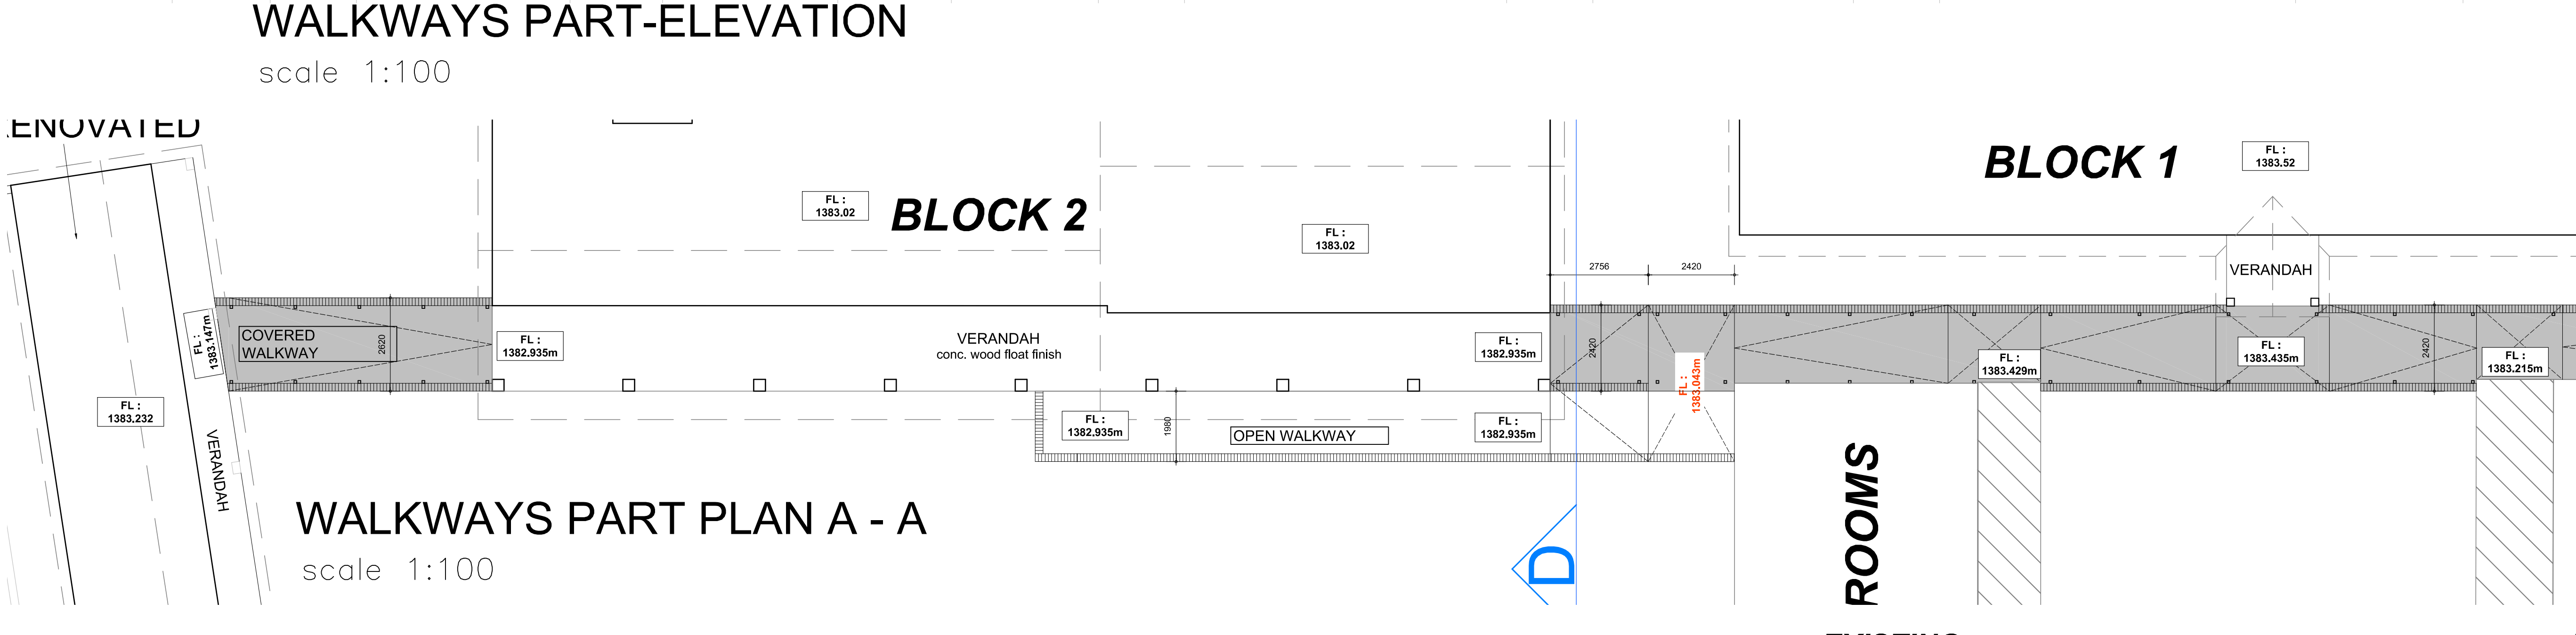 WALKWAYS PART-ELEVATION
scale 1:100
ENOVATED
BLOCK 2
FL :
1383.02
FL :
1383.02
BLOCK 1
FL :
1383.52
2756
2420
VERANDAH
FL :
1383.147m
COVERED
WALKWAY
2620
FL :
1382.935m
VERANDAH
conc. wood float finish
FL :
1382.935m
2420
FL :
1383.043m
FL :
1383.429m
FL :
1383.435m
2420
FL :
1383.215m
FL :
1383.232
VERANDAH
FL :
1382.935m
1980
OPEN WALKWAY
FL :
1382.935m
WALKWAYS PART PLAN A - A
scale 1:100
D
ROOMS
EXISTING